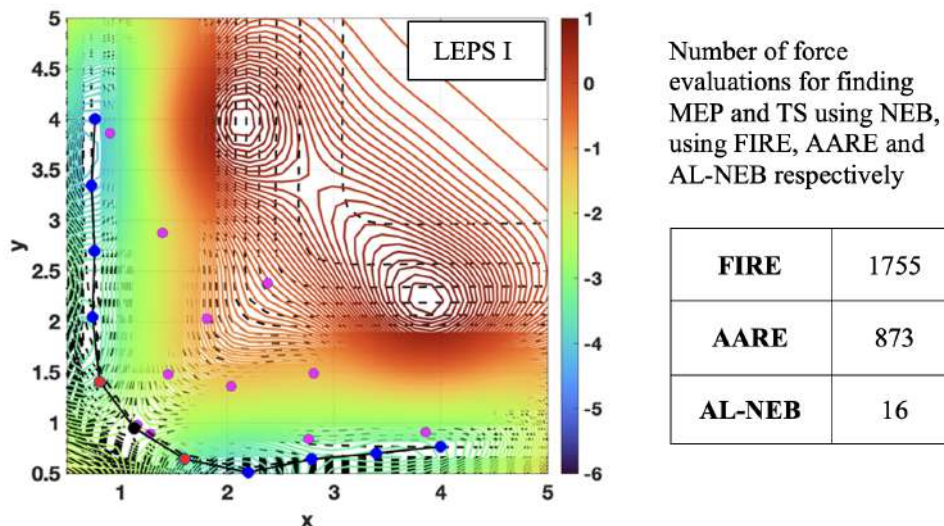 LEPS I
5
4.5
4
3.5
3
2.5
2
1.5
1
0.5
y
1
2
3
4
5
x
1
0
-1
-2
-3
-4
-5
-6
Number of force
evaluations for finding
MEP and TS using NEB,
using FIRE, AARE and
AL-NEB respectively
FIRE 1755
AARE 873
AL-NEB 16